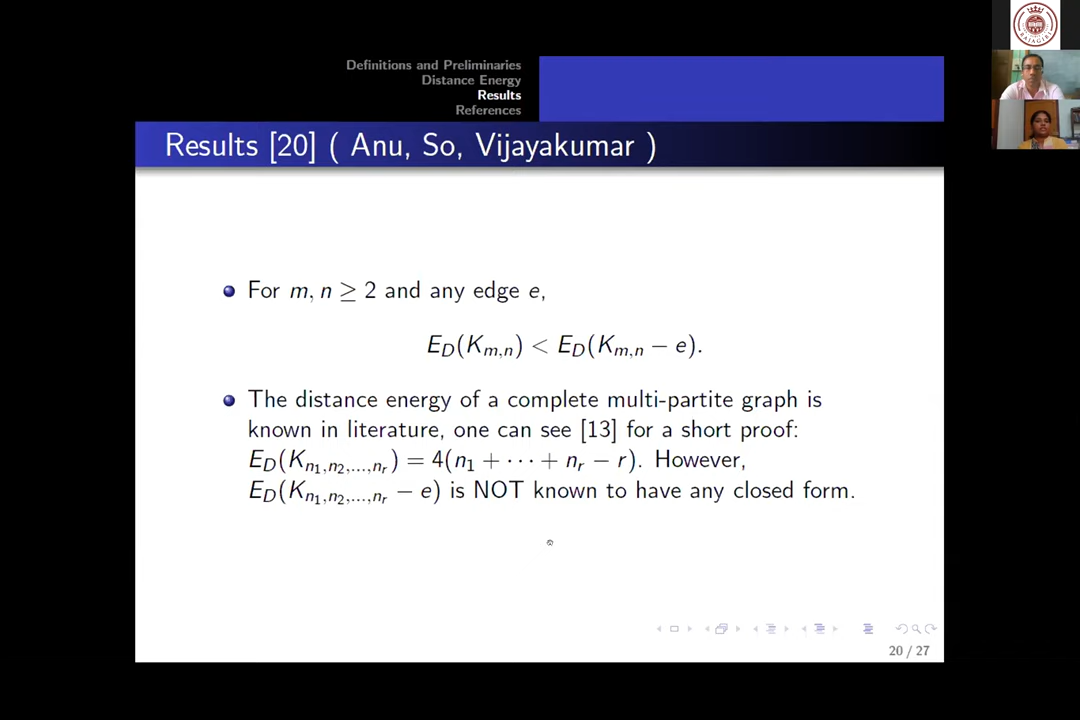 Definitions and Preliminaries
Distance Energy
Results
References
Results [20] ( Anu, So, Vijayakumar )
For m, n ≥ 2 and any edge e,
E_D(K_{m,n}) < E_D(K_{m,n} − e).
The distance energy of a complete multi-partite graph is
known in literature, one can see [13] for a short proof:
E_D(K_{n_1,n_2,...,n_r}) = 4(n_1 + ⋯ + n_r − r). However,
E_D(K_{n_1,n_2,...,n_r} − e) is NOT known to have any closed form.
20 / 27
RAJAGIRI